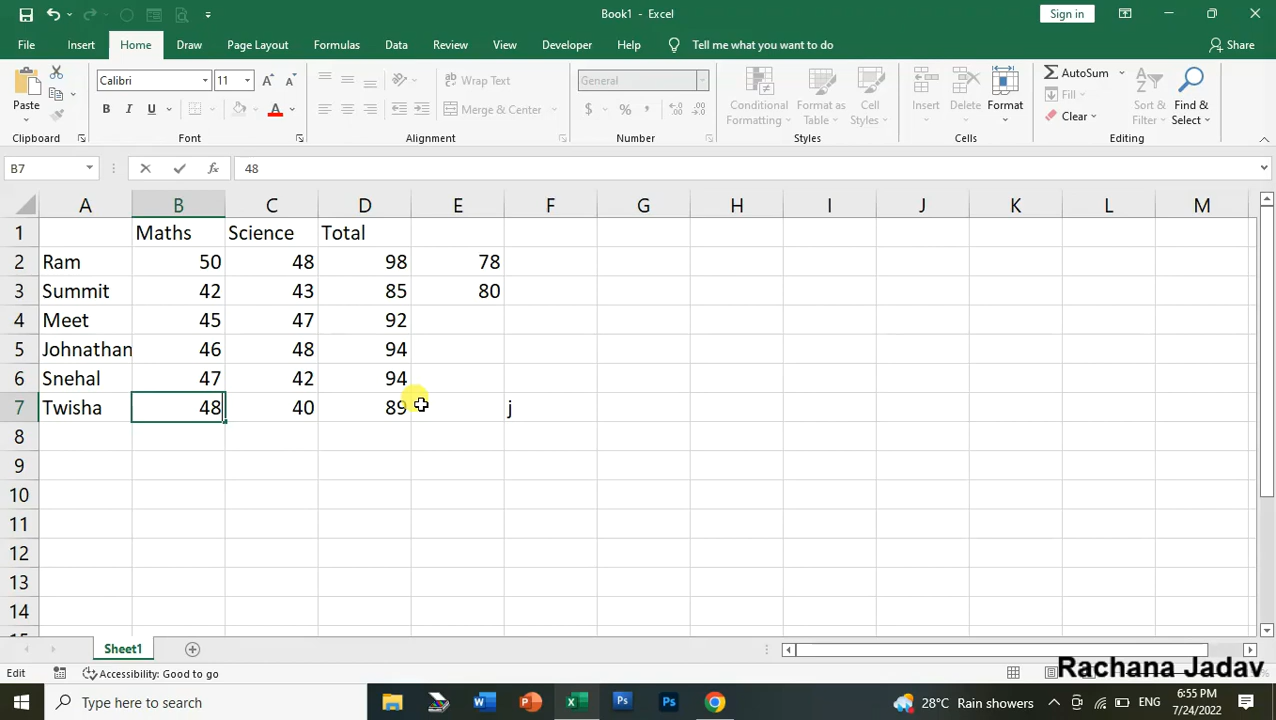 Book1 - Excel
Sign in
File Insert Home Draw Page Layout Formulas Data Review View Developer Help Tell me what you want to do Share
Paste
Calibri 11
B I U A
Wrap Text
Merge & Center
General
$ % ,
Conditional Formatting
Format as Table
Cell Styles
Insert Delete Format
AutoSum
Fill
Clear
Sort & Filter
Find & Select
Clipboard Font Alignment Number Styles Cells Editing
B7 fx 48
A B C D E F G H I J K L M
1 Maths Science Total
2 Ram 50 48 98 78
3 Summit 42 43 85 80
4 Meet 45 47 92
5 Johnathan 46 48 94
6 Snehal 47 42 94
7 Twisha 48 40 89 j
8
9
10
11
12
13
14
15
Sheet1
Edit Accessibility: Good to go
Rachana Jadav
Type here to search
28°C Rain showers ENG 6:55 PM
7/24/2022